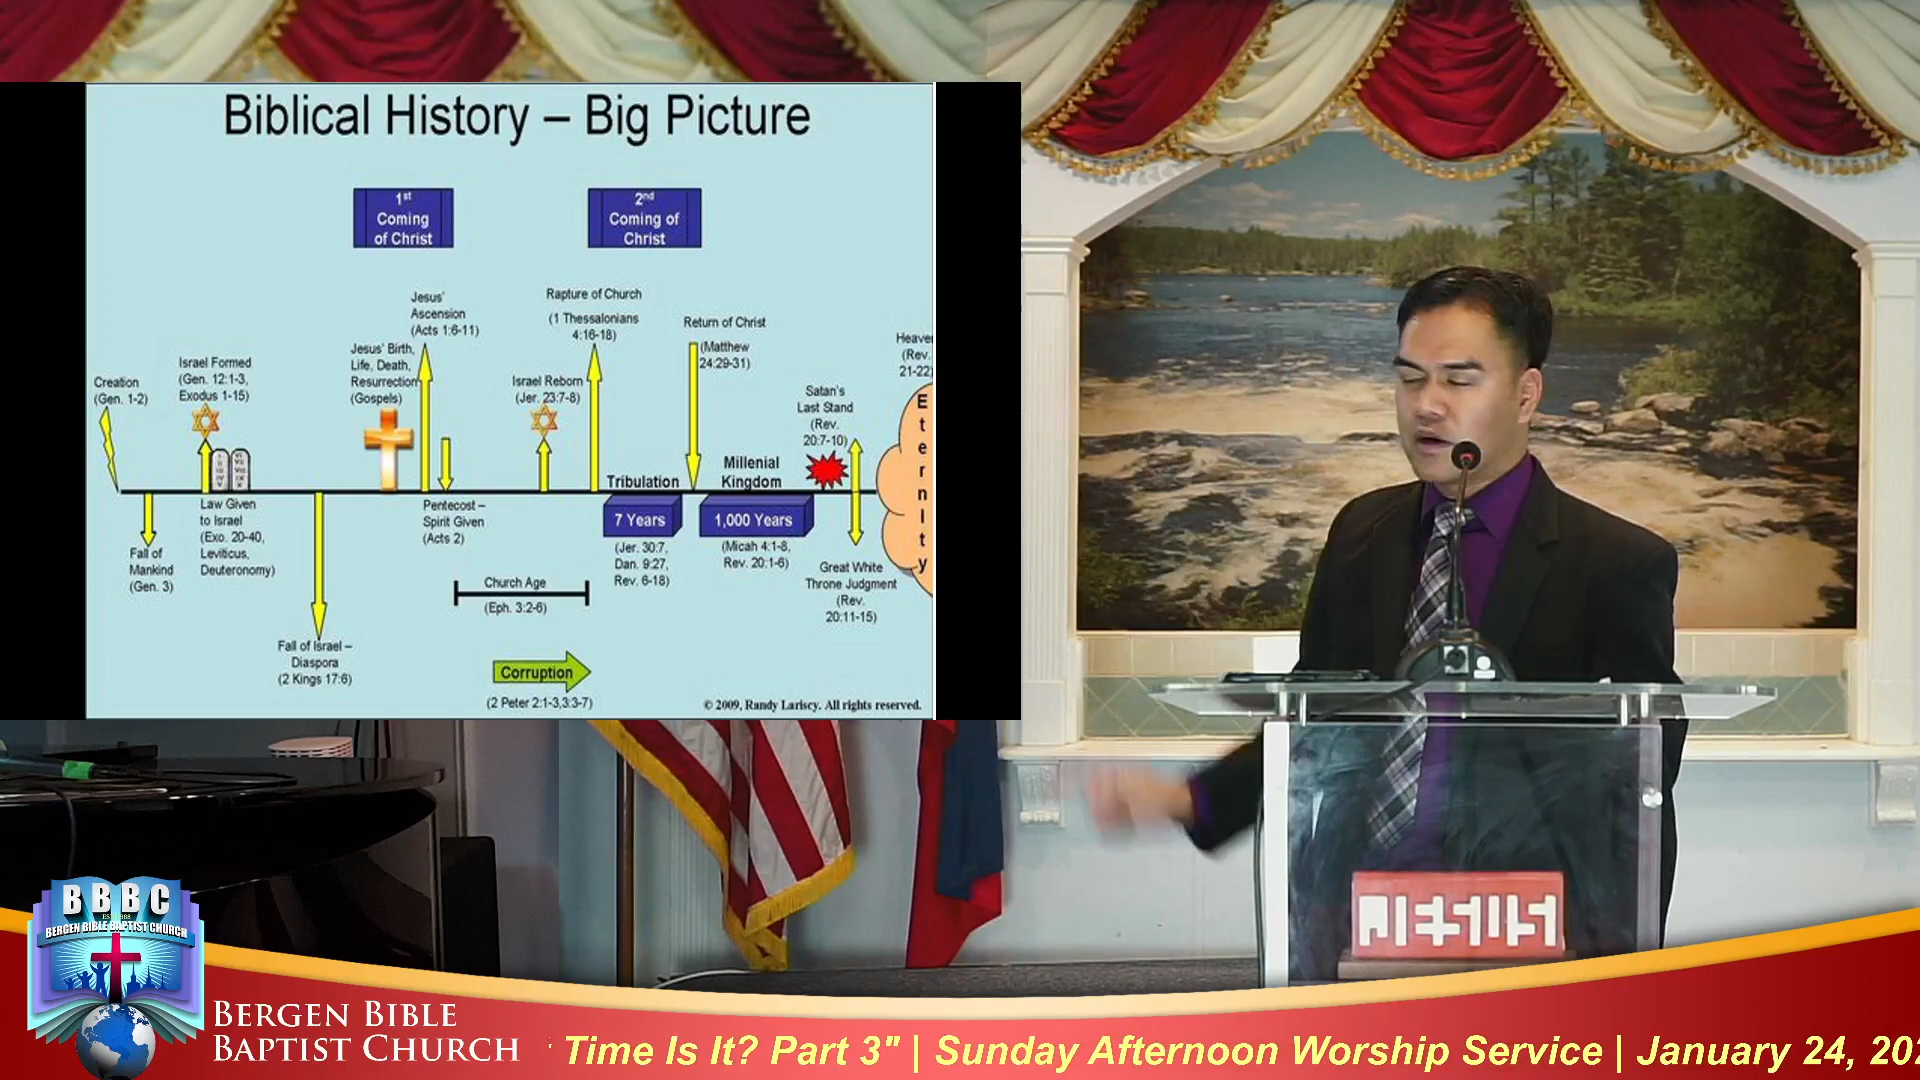 Biblical History – Big Picture
1st
Coming
of Christ
2nd
Coming of
Christ
Jesus'
Ascension
(Acts 1:6-11)
Rapture of Church
(1 Thessalonians
4:16-18)
Return of Christ
(Matthew
24:29-31)
Heaven
(Rev.
21-22)
Creation
(Gen. 1-2)
Israel Formed
(Gen. 12:1-3,
Exodus 1-15)
Jesus' Birth,
Life, Death,
Resurrection
(Gospels)
Israel Reborn
(Jer. 23:7-8)
Satan's
Last Stand
(Rev.
20:7-10)
Eternity
Tribulation
Millenial
Kingdom
7 Years
1,000 Years
Fall of
Mankind
(Gen. 3)
Law Given
to Israel
(Exo. 20-40,
Leviticus,
Deuteronomy)
Pentecost –
Spirit Given
(Acts 2)
(Jer. 30:7,
Dan. 9:27,
Rev. 6-18)
(Micah 4:1-8,
Rev. 20:1-6)
Great White
Throne Judgment
(Rev.
20:11-15)
Church Age
(Eph. 3:2-6)
Fall of Israel –
Diaspora
(2 Kings 17:6)
Corruption
(2 Peter 2:1-3,3:3-7)
© 2009, Randy Lariscy. All rights reserved.
BBBC
BERGEN BIBLE BAPTIST CHURCH
BERGEN BIBLE
BAPTIST CHURCH
Time Is It? Part 3" | Sunday Afternoon Worship Service | January 24, 202